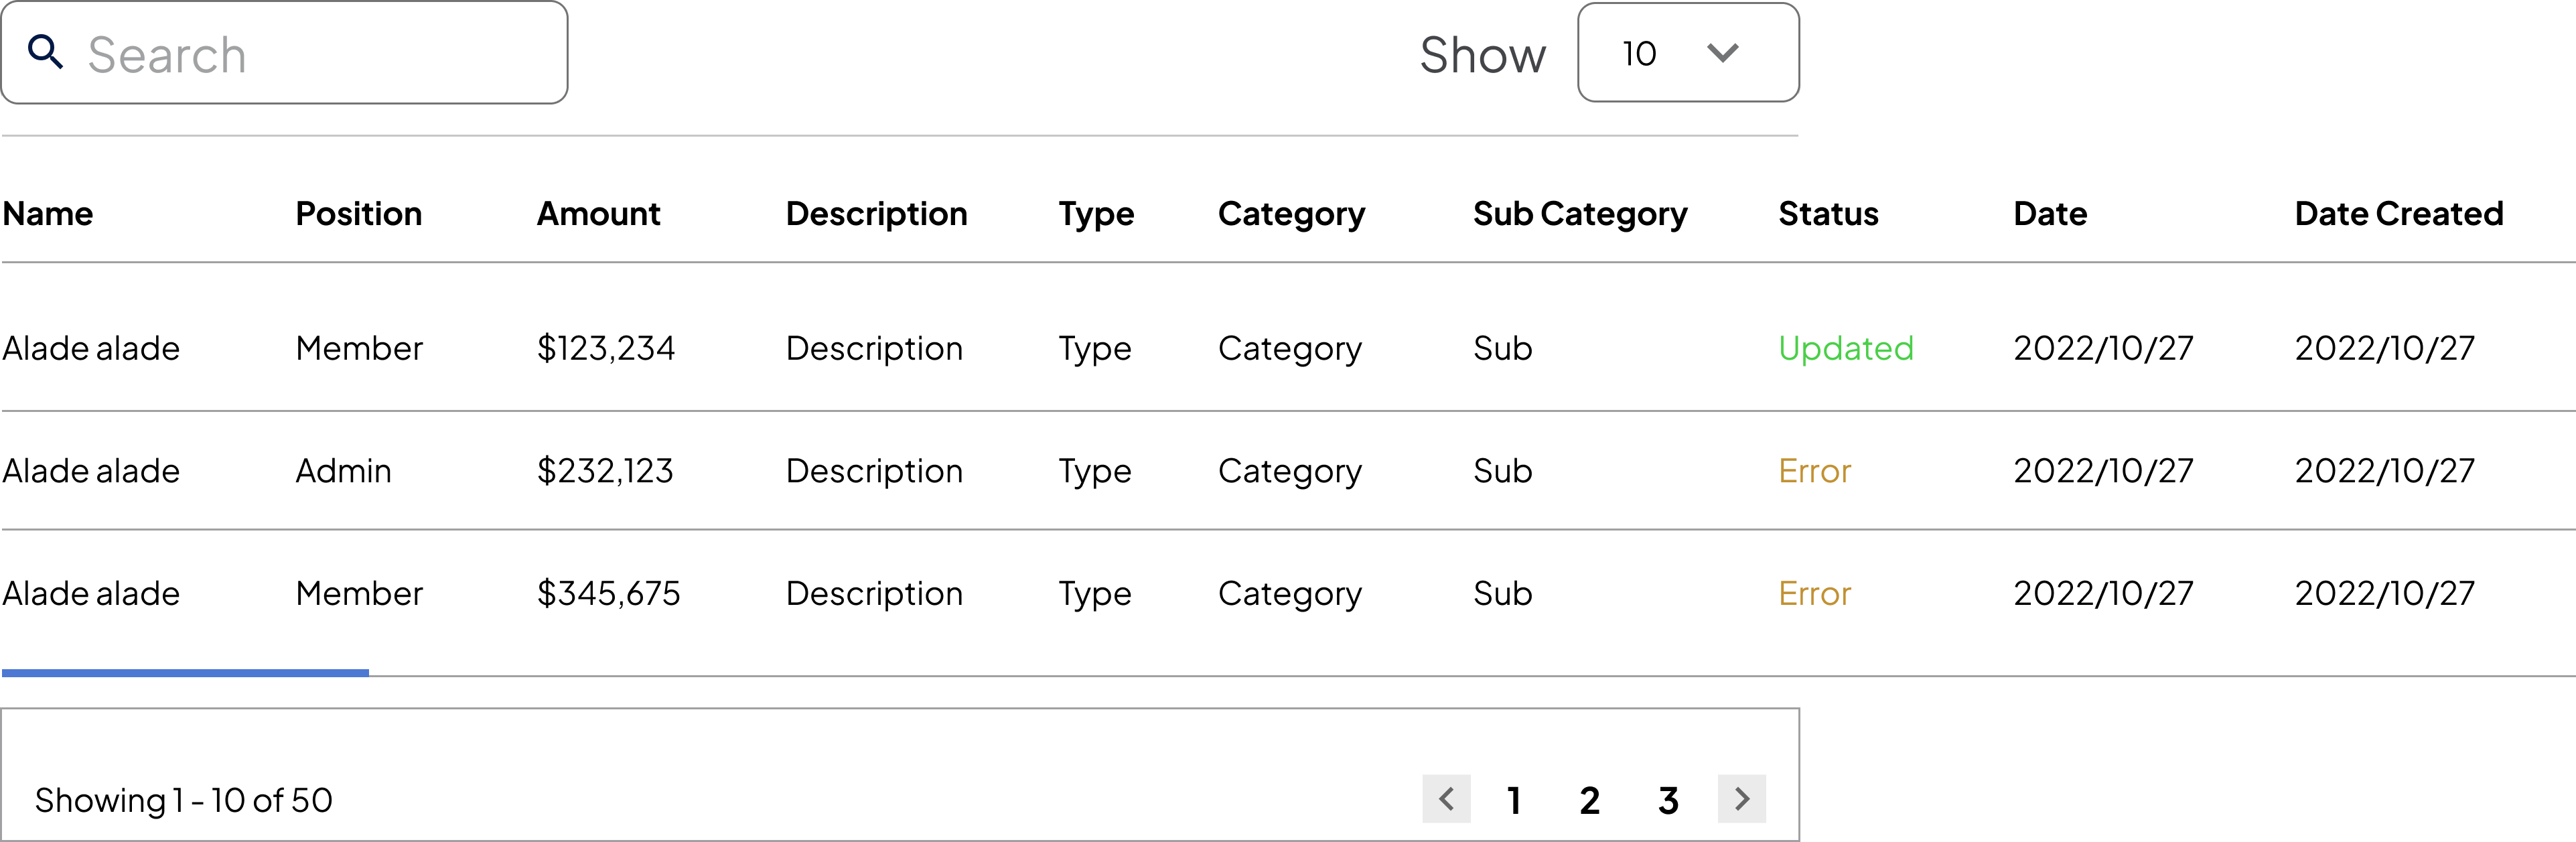 Search Show 10
Name Position Amount Description Type Category Sub Category Status Date Date Created
Alade alade Member $123,234 Description Type Category Sub Updated 2022/10/27 2022/10/27
Alade alade Admin $232,123 Description Type Category Sub Error 2022/10/27 2022/10/27
Alade alade Member $345,675 Description Type Category Sub Error 2022/10/27 2022/10/27
Showing 1 - 10 of 50 1 2 3